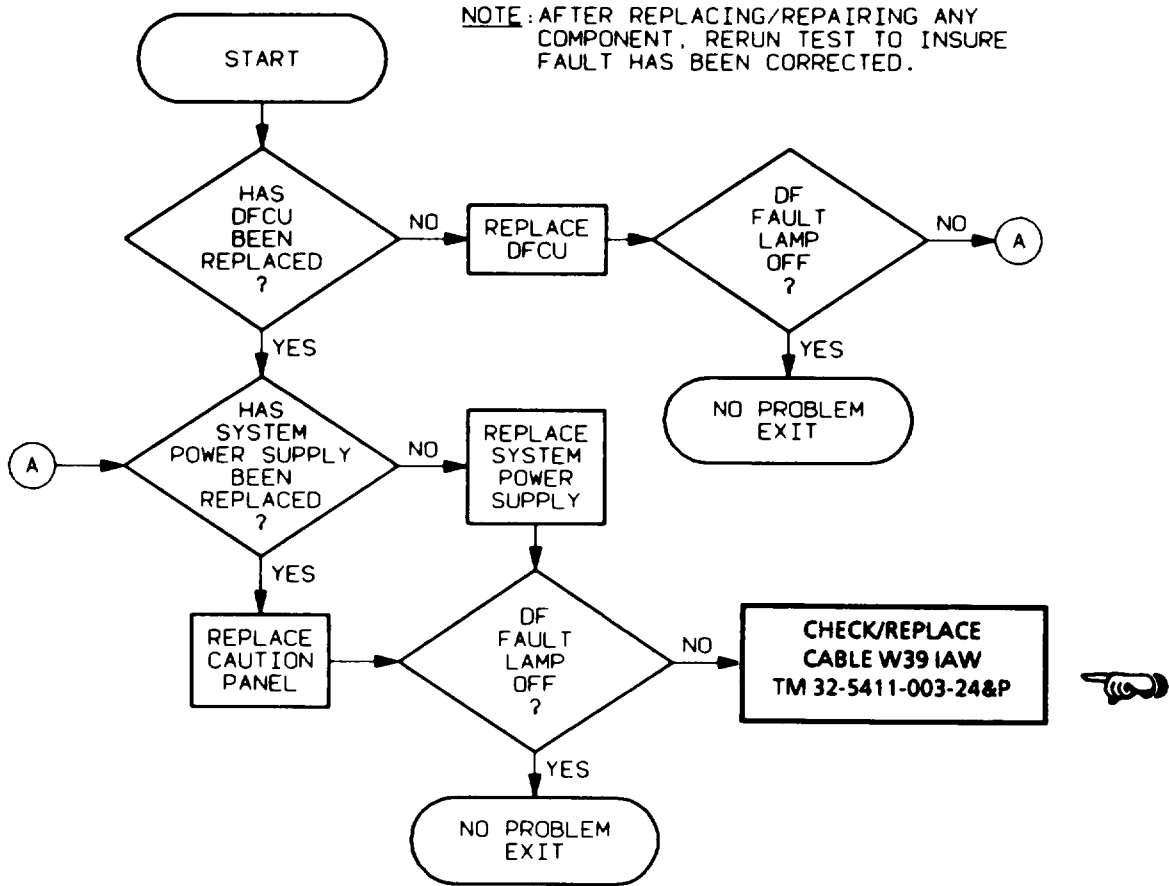 NOTE: AFTER REPLACING/REPAIRING ANY
COMPONENT, RERUN TEST TO INSURE
FAULT HAS BEEN CORRECTED.
START
HAS
DFCU
BEEN
REPLACED
?
NO
REPLACE
DFCU
DF
FAULT
LAMP
OFF
?
NO
A
YES
YES
NO PROBLEM
EXIT
A
HAS
SYSTEM
POWER SUPPLY
BEEN
REPLACED
?
NO
REPLACE
SYSTEM
POWER
SUPPLY
YES
REPLACE
CAUTION
PANEL
DF
FAULT
LAMP
OFF
?
NO
CHECK/REPLACE
CABLE W39 IAW
TM 32-5411-003-24&P
YES
NO PROBLEM
EXIT